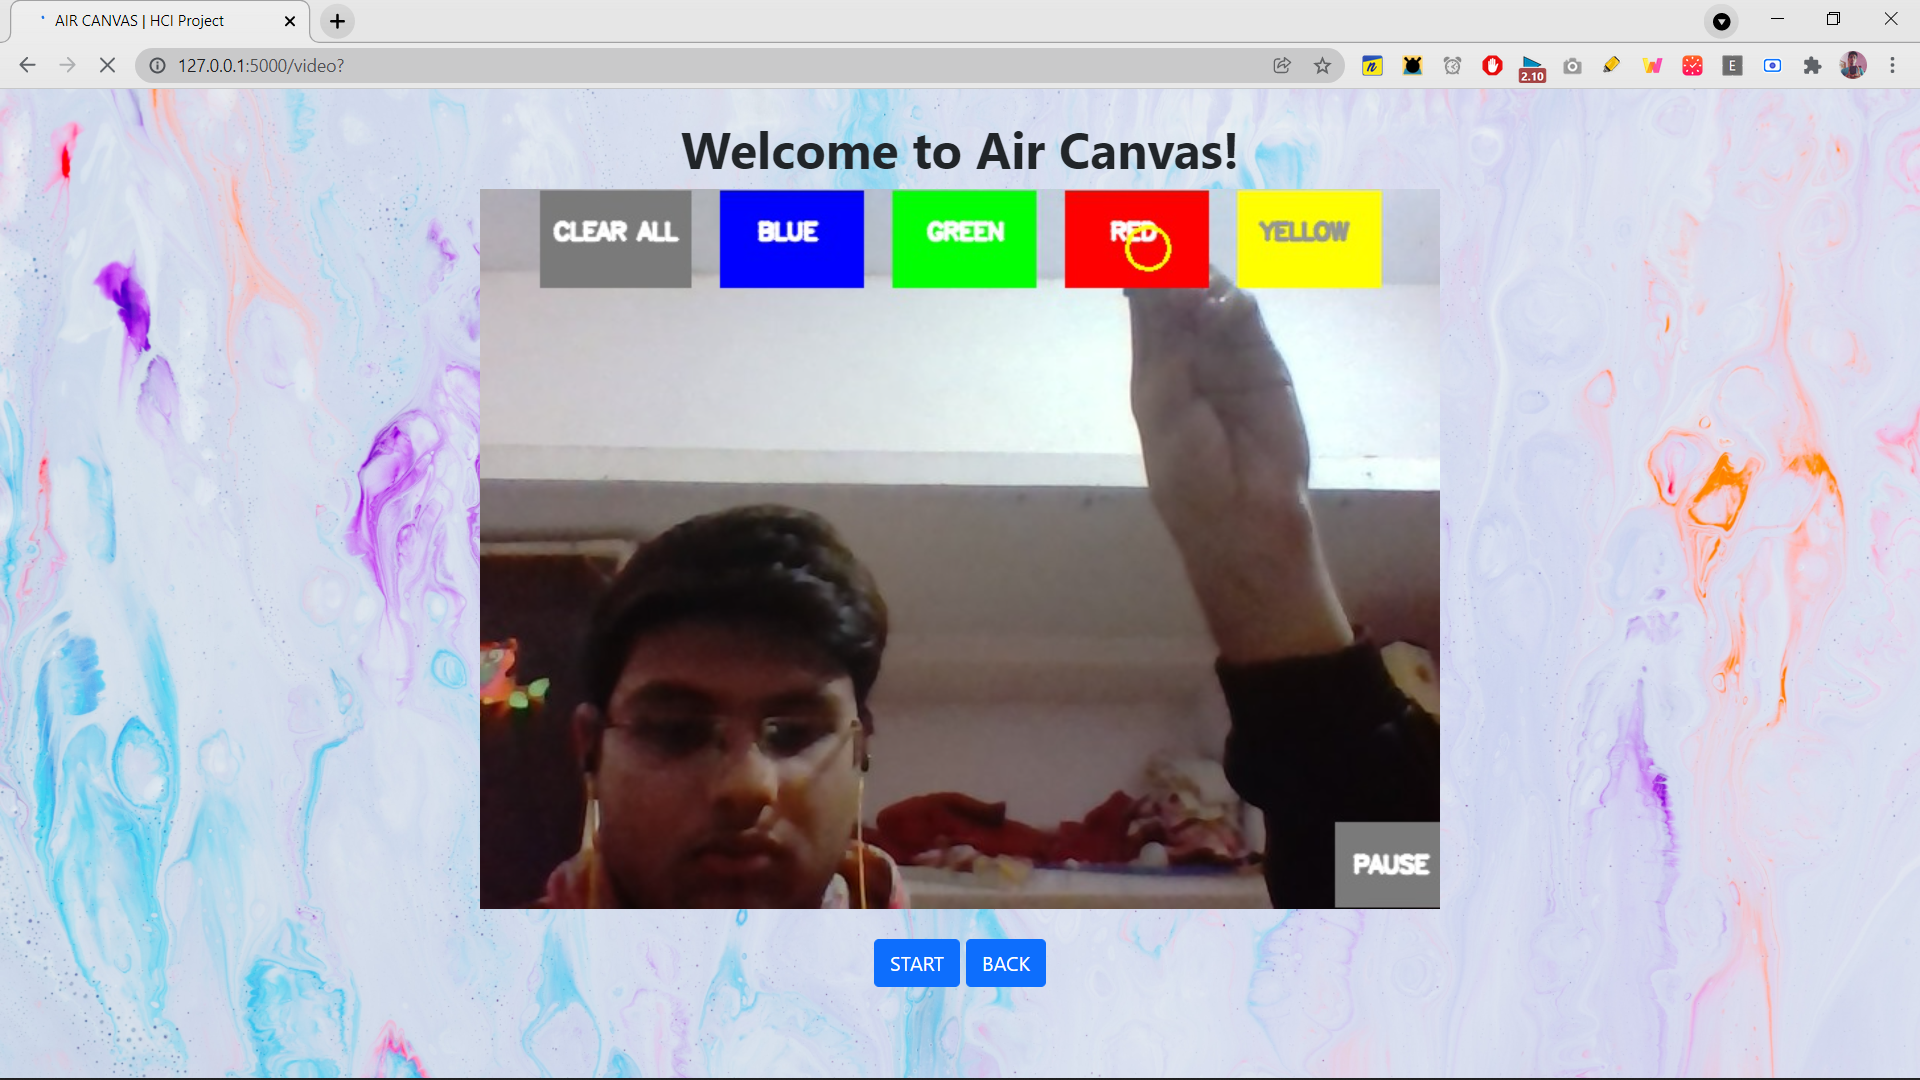 AIR CANVAS | HCI Project
127.0.0.1:5000/video?
2.10
E
Welcome to Air Canvas!
CLEAR ALL BLUE GREEN RED YELLOW
PAUSE
START BACK